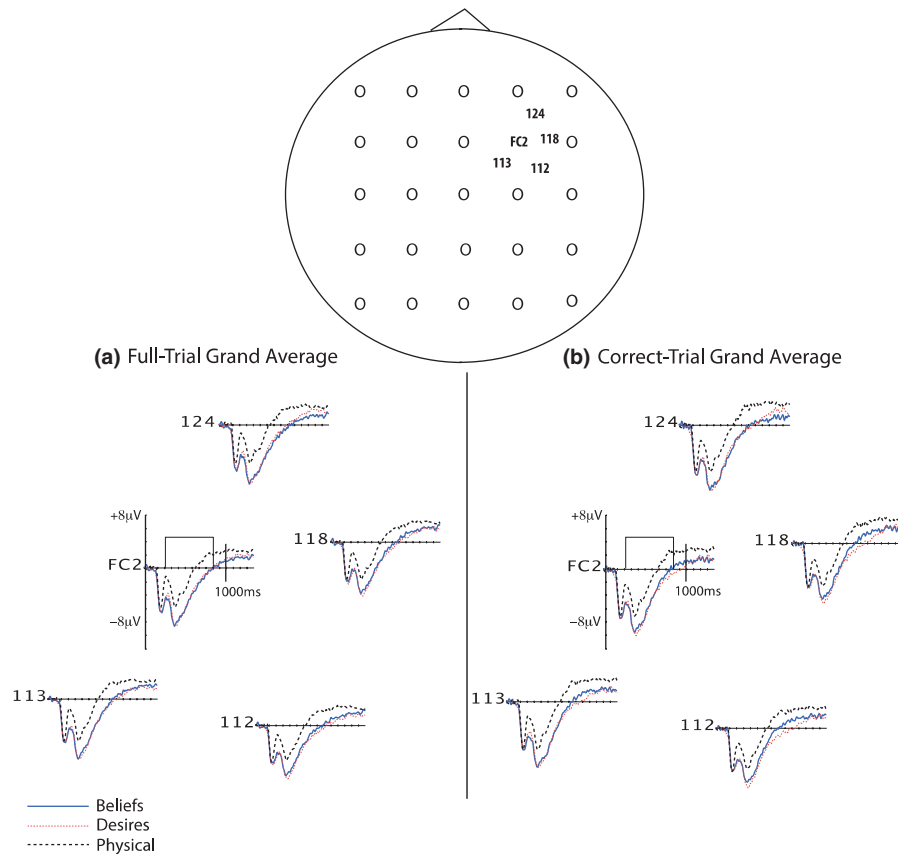 O O O O O
124
O O O FC2 118 O
113 112
O O O O O
O O O O O
O O O O O
(a) Full-Trial Grand Average
124
+8µV
118
FC2
1000ms
−8µV
113
112
(b) Correct-Trial Grand Average
124
+8µV
118
FC2
1000ms
−8µV
113
112
Beliefs
Desires
Physical